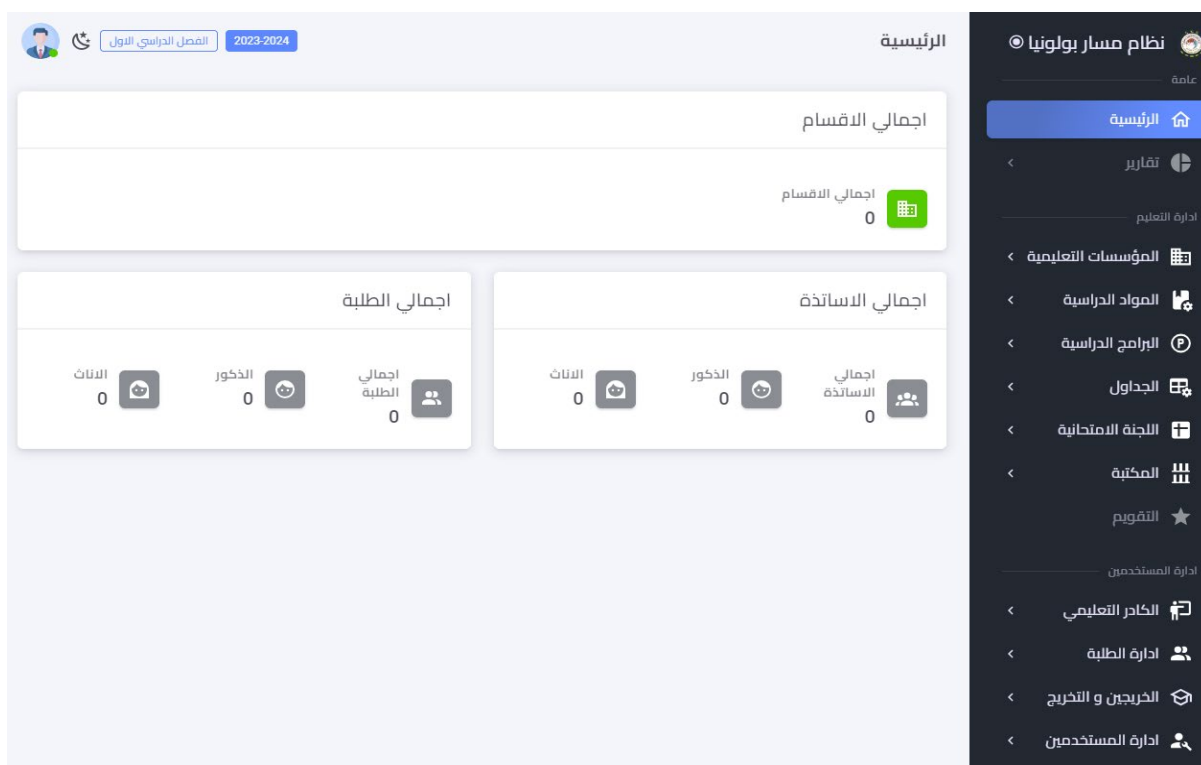 نظام مسار بولونيا
عامة
الرئيسية
تقارير
ادارة التعليم
المؤسسات التعليمية
المواد الدراسية
البرامج الدراسية
الجداول
اللجنة الامتحانية
المكتبة
التقويم
ادارة المستخدمين
الكادر التعليمي
ادارة الطلبة
الخريجين و التخريج
ادارة المستخدمين
الرئيسية
2023-2024 الفصل الدراسي الاول
اجمالي الاقسام
اجمالي الاقسام
0
اجمالي الاساتذة
اجمالي
الاساتذة
0
الذكور
0
الاناث
0
اجمالي الطلبة
اجمالي
الطلبة
0
الذكور
0
الاناث
0